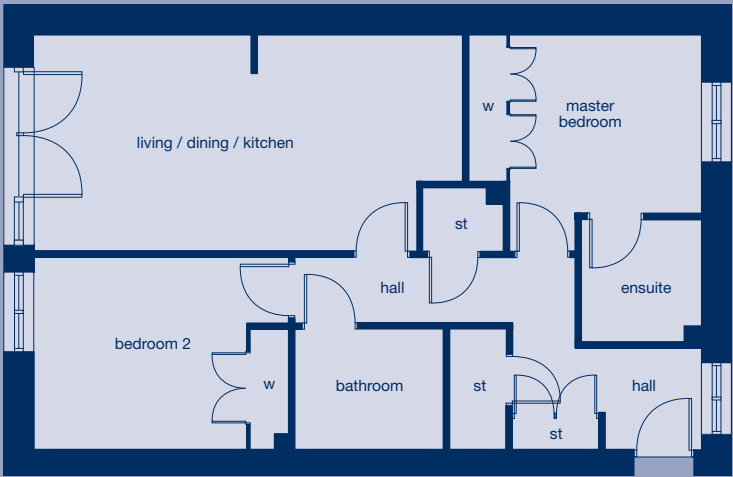 w
master
bedroom
living / dining / kitchen
st
hall
ensuite
bedroom 2
w
bathroom
st
hall
st